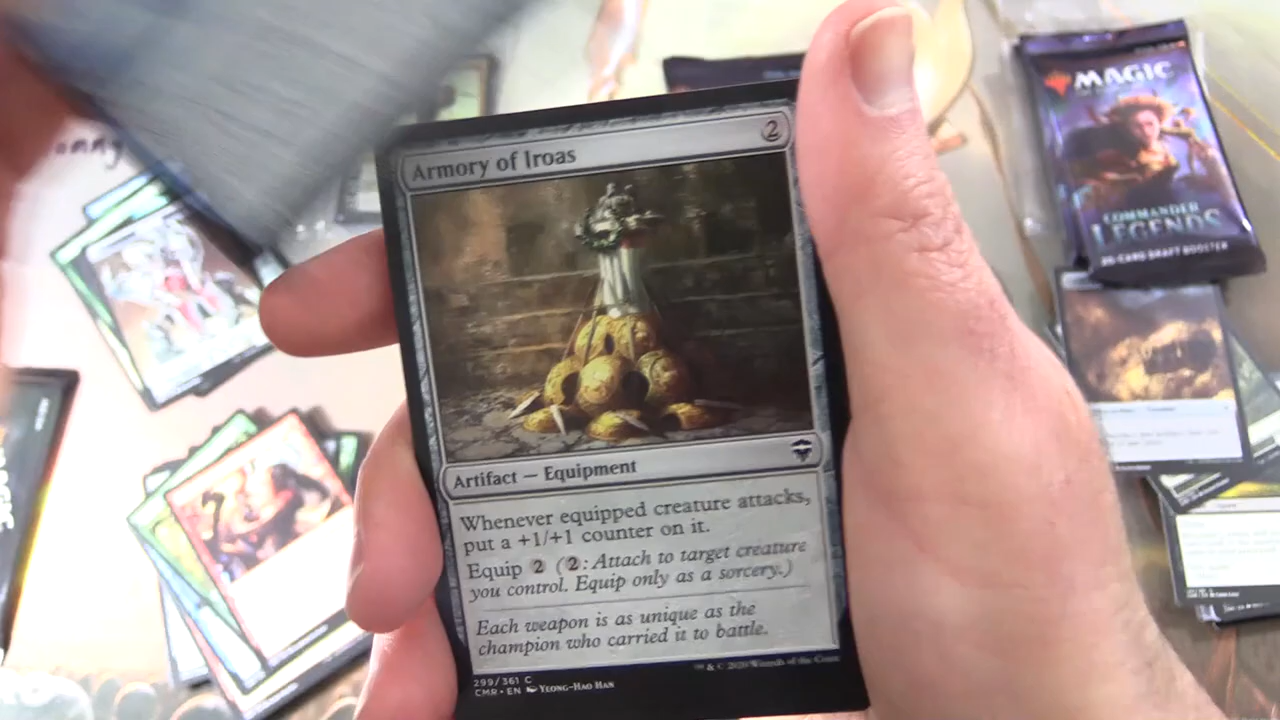 Armory of Iroas
2
Artifact — Equipment
Whenever equipped creature attacks,
put a +1/+1 counter on it.
Equip 2 (2: Attach to target creature
you control. Equip only as a sorcery.)
Each weapon is as unique as the
champion who carried it to battle.
299/361 C
CMR • EN Yeong-Hao Han
™ & © 2020 Wizards of the Coast
MAGIC
COMMANDER
LEGENDS
20-CARD DRAFT BOOSTER